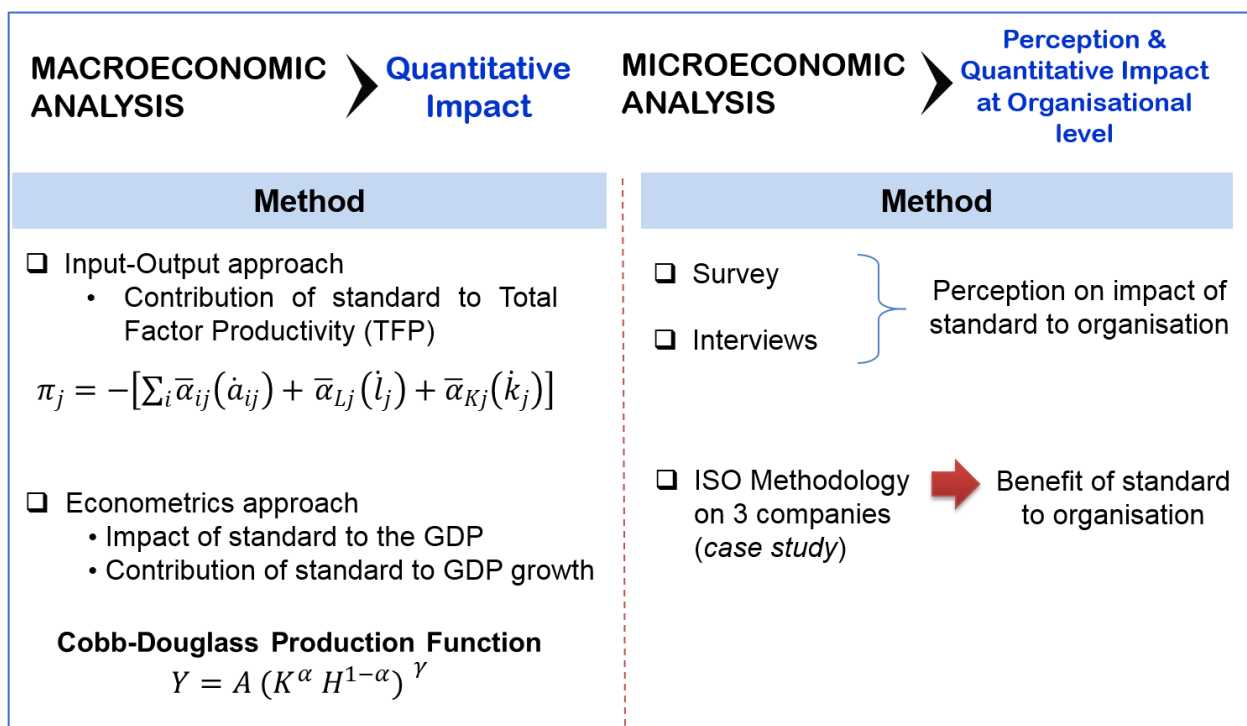 MACROECONOMIC
ANALYSIS
Quantitative
Impact
Method
❑ Input-Output approach
• Contribution of standard to Total
Factor Productivity (TFP)
π_j = −[∑_i ᾱ_ij(ȧ_ij) + ᾱ_Lj(l̇_j) + ᾱ_Kj(k̇_j)]
❑ Econometrics approach
• Impact of standard to the GDP
• Contribution of standard to GDP growth
Cobb-Douglass Production Function
Y = A (K^α H^(1−α))^γ
MICROECONOMIC
ANALYSIS
Perception &
Quantitative Impact
at Organisational
level
Method
❑ Survey
❑ Interviews
Perception on impact of
standard to organisation
❑ ISO Methodology
on 3 companies
(case study)
Benefit of standard
to organisation